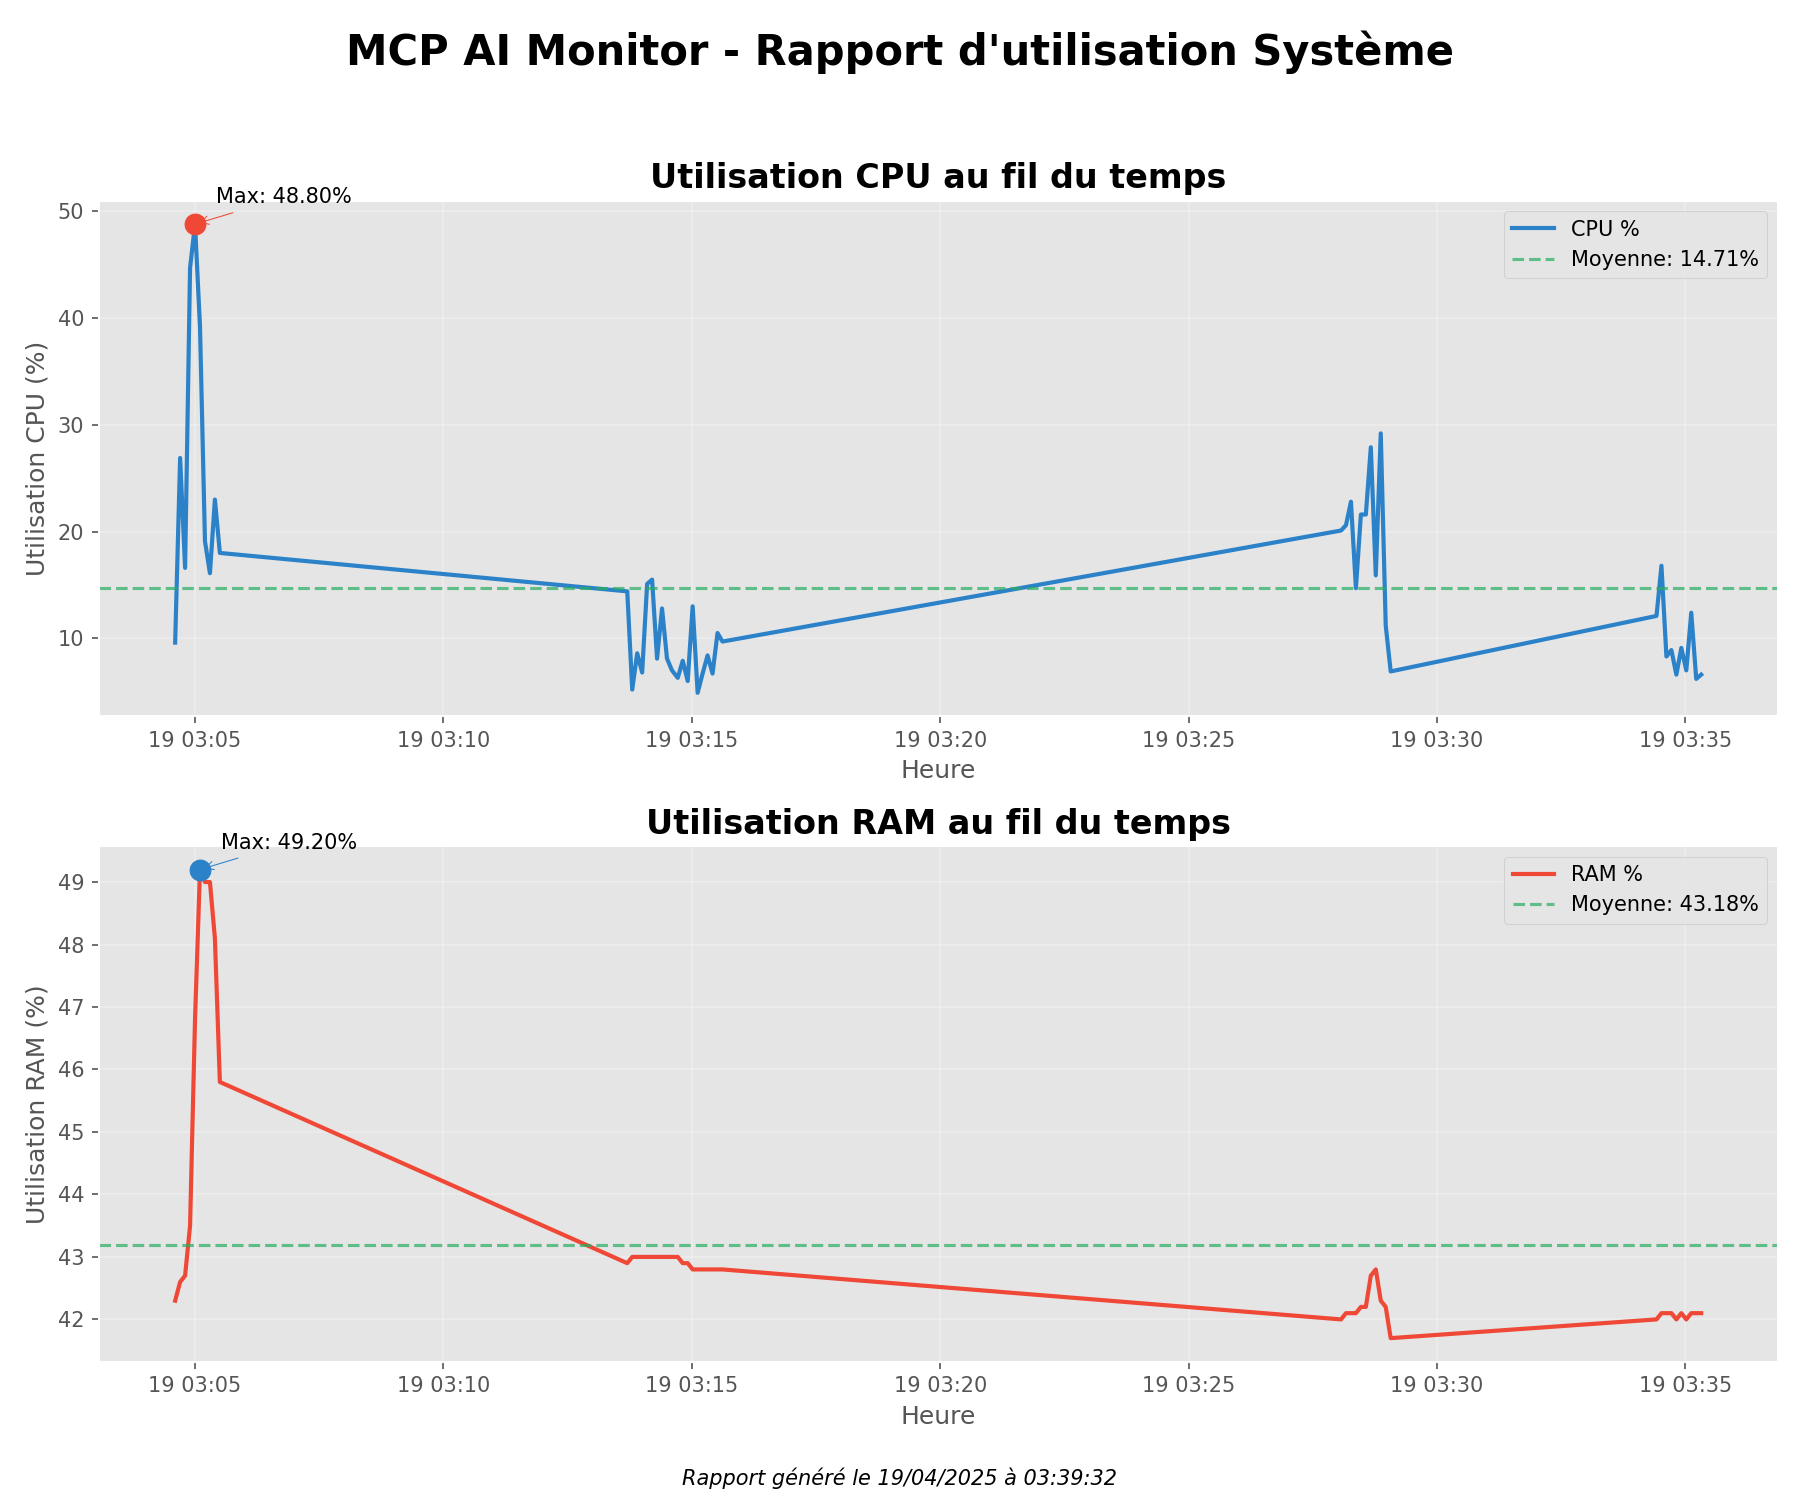 MCP AI Monitor - Rapport d'utilisation Système
Utilisation CPU au fil du temps
Max: 48.80%
CPU %
Moyenne: 14.71%
Utilisation CPU (%)
50
40
30
20
10
19 03:05 19 03:10 19 03:15 19 03:20 19 03:25 19 03:30 19 03:35
Heure
Utilisation RAM au fil du temps
Max: 49.20%
RAM %
Moyenne: 43.18%
Utilisation RAM (%)
49
48
47
46
45
44
43
42
19 03:05 19 03:10 19 03:15 19 03:20 19 03:25 19 03:30 19 03:35
Heure
Rapport généré le 19/04/2025 à 03:39:32